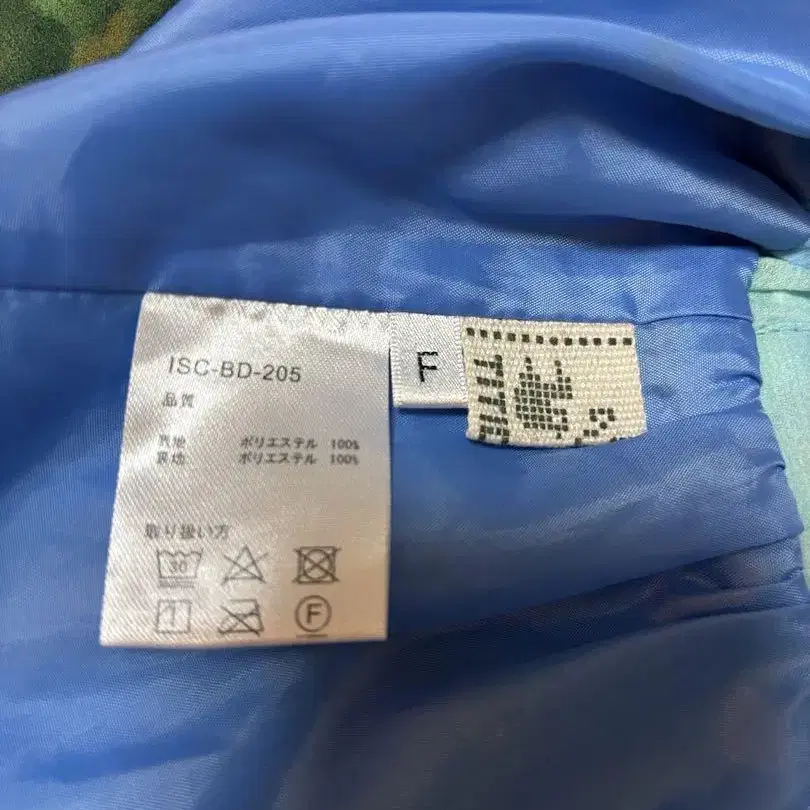 ISC-BD-205
品質
表地 ポリエステル 100%
裏地 ポリエステル 100%
取り扱い方
30
F
F